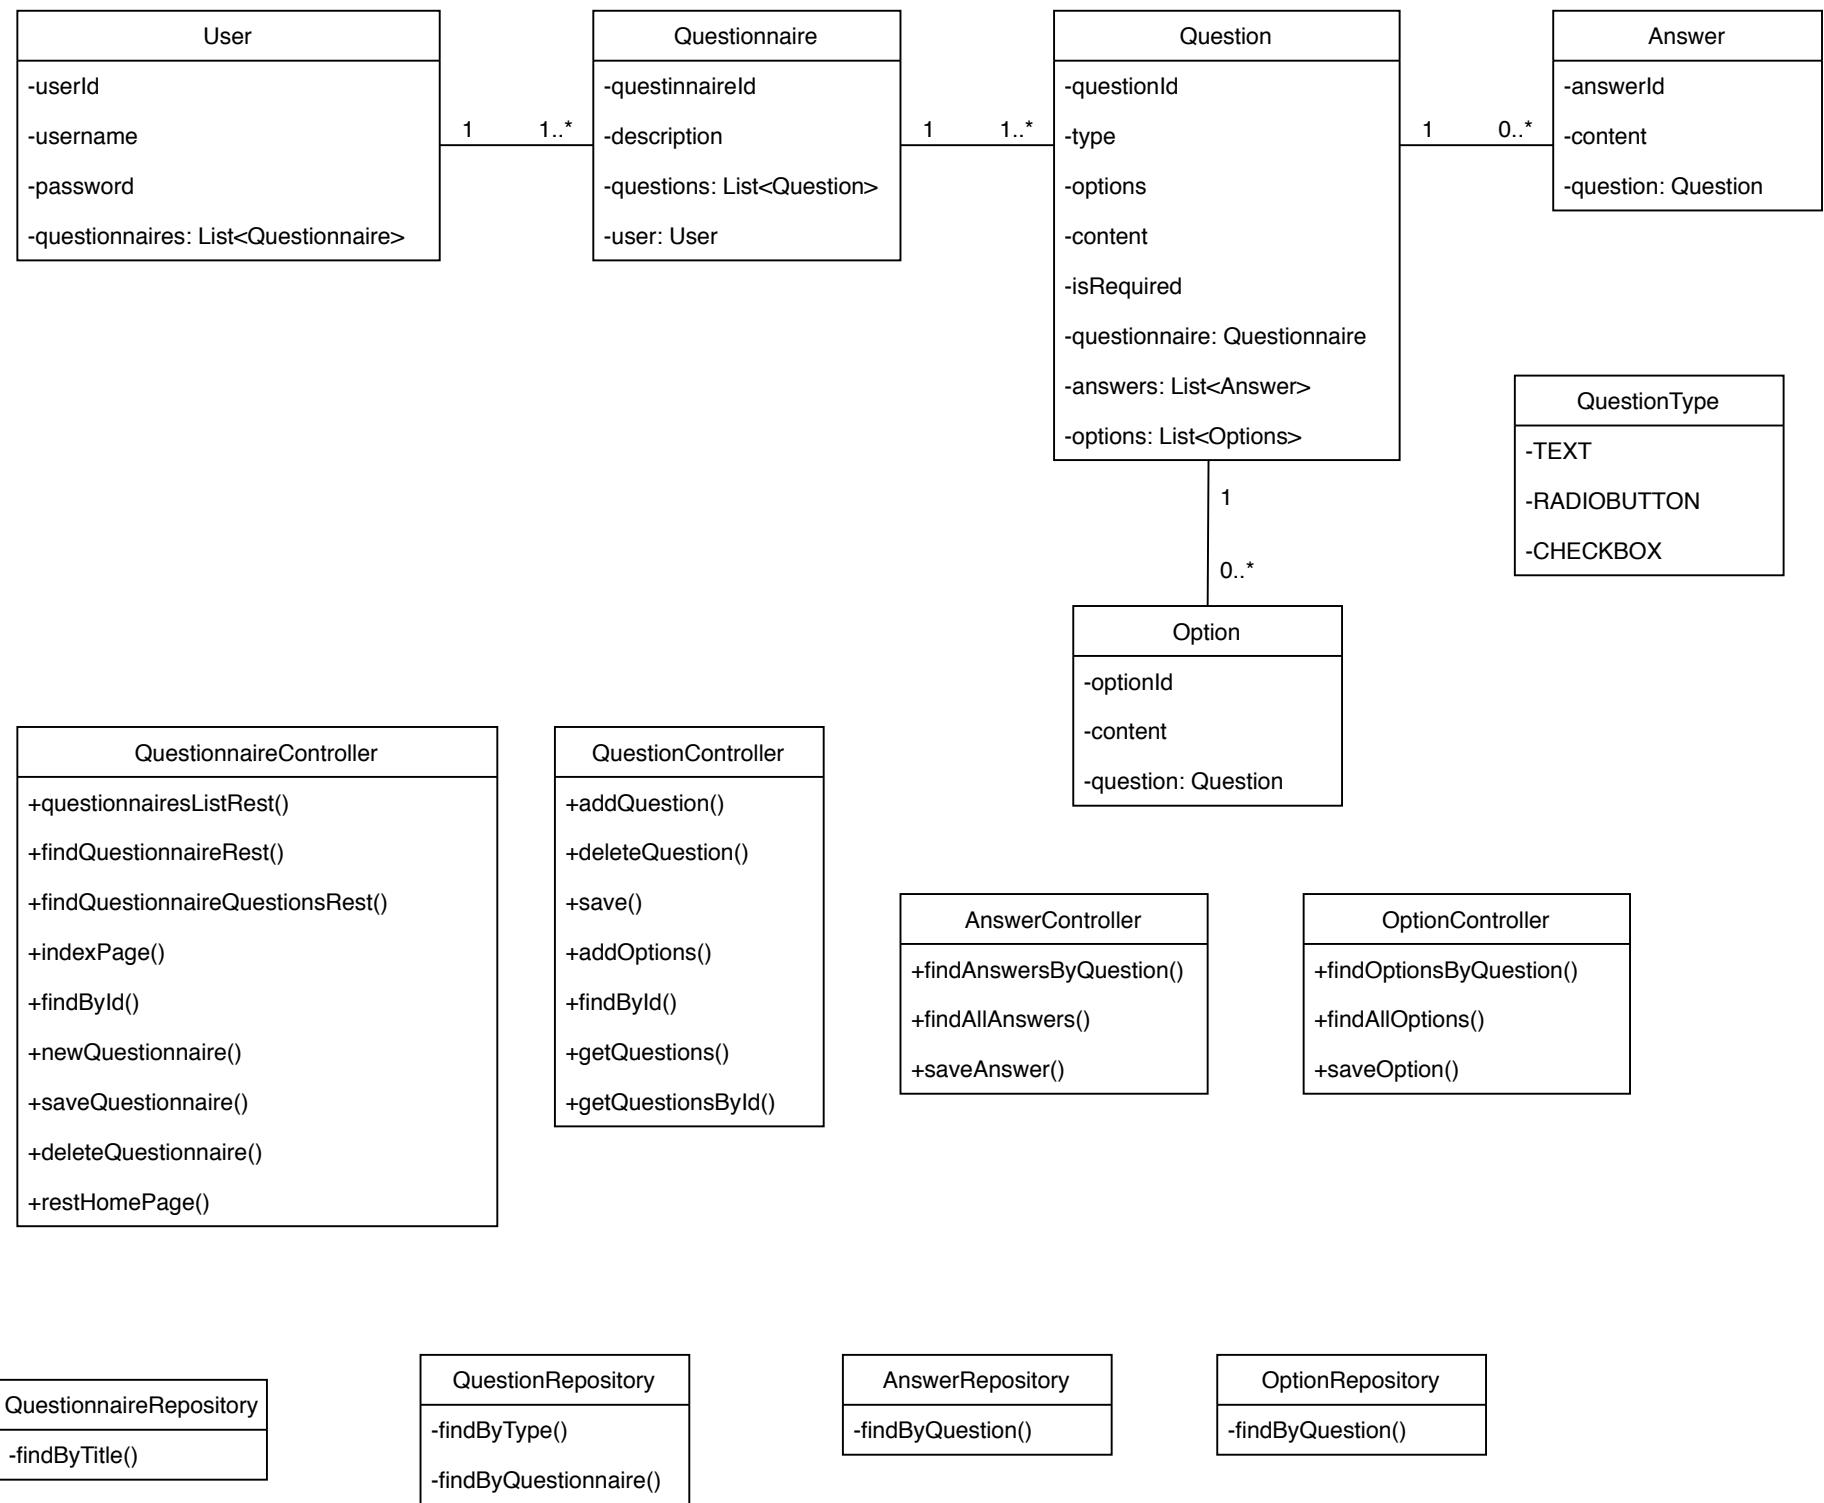 User
-userId
-username
-password
-questionnaires: List<Questionnaire>
1
1..*
Questionnaire
-questinnaireId
-description
-questions: List<Question>
-user: User
1
1..*
Question
-questionId
-type
-options
-content
-isRequired
-questionnaire: Questionnaire
-answers: List<Answer>
-options: List<Options>
1
0..*
Answer
-answerId
-content
-question: Question
QuestionType
-TEXT
-RADIOBUTTON
-CHECKBOX
1
0..*
Option
-optionId
-content
-question: Question
QuestionnaireController
+questionnairesListRest()
+findQuestionnaireRest()
+findQuestionnaireQuestionsRest()
+indexPage()
+findById()
+newQuestionnaire()
+saveQuestionnaire()
+deleteQuestionnaire()
+restHomePage()
QuestionController
+addQuestion()
+deleteQuestion()
+save()
+addOptions()
+findById()
+getQuestions()
+getQuestionsById()
AnswerController
+findAnswersByQuestion()
+findAllAnswers()
+saveAnswer()
OptionController
+findOptionsByQuestion()
+findAllOptions()
+saveOption()
QuestionnaireRepository
-findByTitle()
QuestionRepository
-findByType()
-findByQuestionnaire()
AnswerRepository
-findByQuestion()
OptionRepository
-findByQuestion()